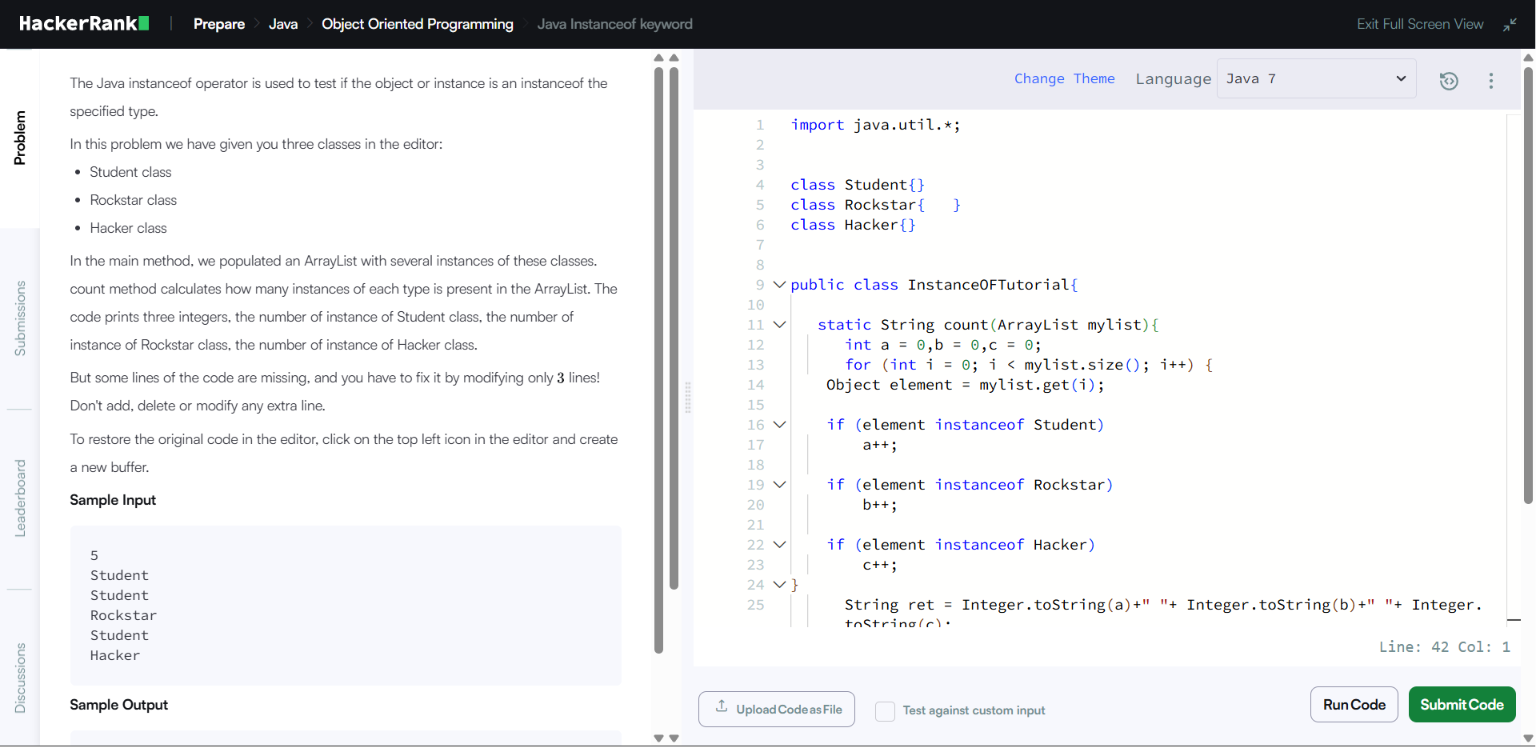 HackerRank | Prepare > Java > Object Oriented Programming > Java Instanceof keyword Exit Full Screen View
Problem
Submissions
Leaderboard
Discussions
The Java instanceof operator is used to test if the object or instance is an instanceof the
specified type.
In this problem we have given you three classes in the editor:
• Student class
• Rockstar class
• Hacker class
In the main method, we populated an ArrayList with several instances of these classes.
count method calculates how many instances of each type is present in the ArrayList. The
code prints three integers, the number of instance of Student class, the number of
instance of Rockstar class, the number of instance of Hacker class.
But some lines of the code are missing, and you have to fix it by modifying only 3 lines!
Don't add, delete or modify any extra line.
To restore the original code in the editor, click on the top left icon in the editor and create
a new buffer.
Sample Input
5
Student
Student
Rockstar
Student
Hacker
Sample Output
Change Theme Language Java 7
1 import java.util.*;
2
3
4 class Student{}
5 class Rockstar{   }
6 class Hacker{}
7
8
9 public class InstanceOFTutorial{
10
11    static String count(ArrayList mylist){
12       int a = 0,b = 0,c = 0;
13       for (int i = 0; i < mylist.size(); i++) {
14     Object element = mylist.get(i);
15
16     if (element instanceof Student)
17         a++;
18
19     if (element instanceof Rockstar)
20         b++;
21
22     if (element instanceof Hacker)
23         c++;
24 }
25       String ret = Integer.toString(a)+" "+ Integer.toString(b)+" "+ Integer.
toString(c);
Line: 42 Col: 1
Upload Code as File
Test against custom input
Run Code
Submit Code